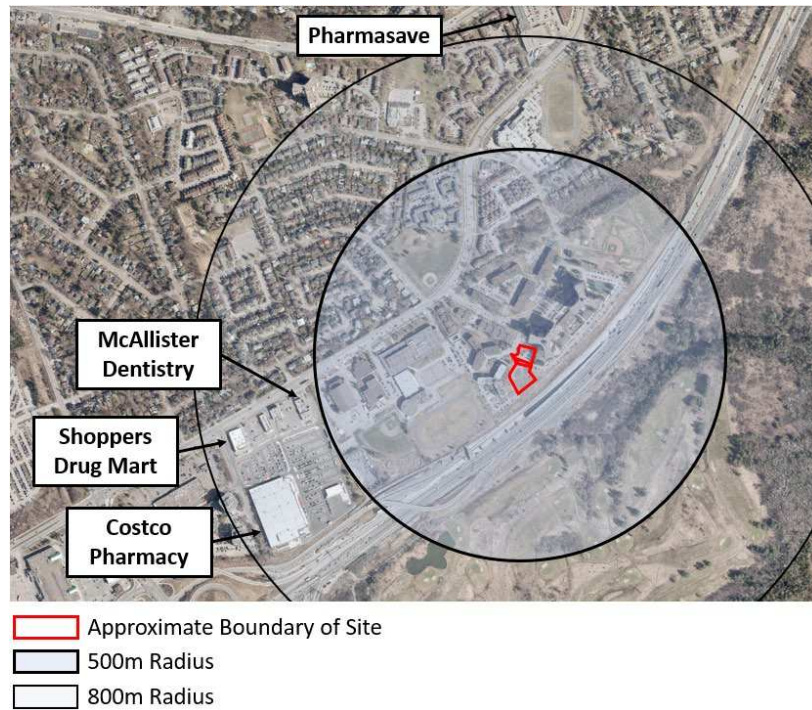 Pharmasave
McAllister
Dentistry
Shoppers
Drug Mart
Costco
Pharmacy
Approximate Boundary of Site
500m Radius
800m Radius